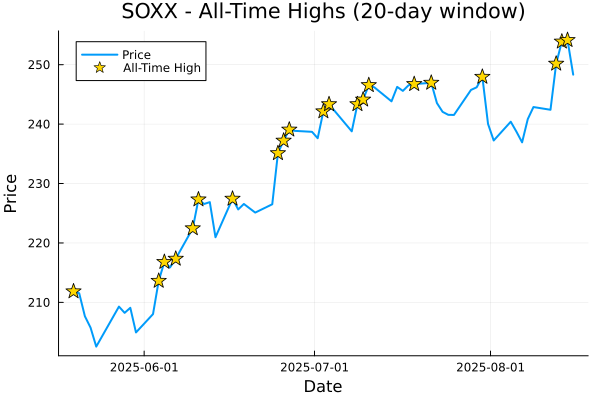 SOXX - All-Time Highs (20-day window)
Price
All-Time High
250
240
230
220
210
Price
2025-06-01
2025-07-01
2025-08-01
Date